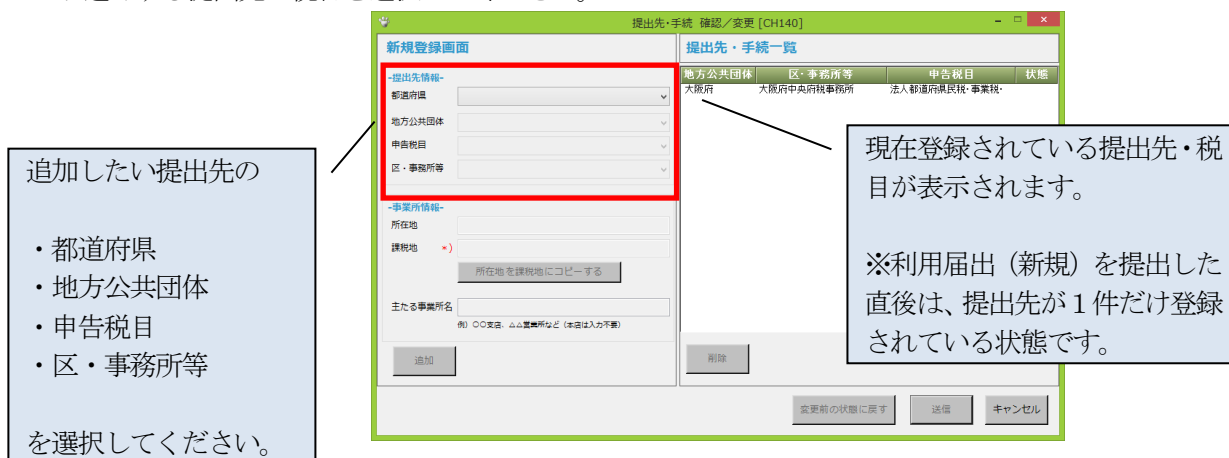 提出先・手続 確認／変更 [CH140]
新規登録画面
-提出先情報-
都道府県
地方公共団体
申告税目
区・事務所等
-事業所情報-
所在地
課税地 *)
所在地を課税地にコピーする
主たる事業所名
例) 〇〇支店、△△営業所など (本店は入力不要)
追加
提出先・手続一覧
地方公共団体 区・事務所等 申告税目 状態
大阪府 大阪府中央府税事務所 法人都道府県民税・事業税・
削除
変更前の状態に戻す 送信 キャンセル
追加したい提出先の
・都道府県
・地方公共団体
・申告税目
・区・事務所等
を選択してください。
現在登録されている提出先・税
目が表示されます。
※利用届出（新規）を提出した
直後は、提出先が１件だけ登録
されている状態です。